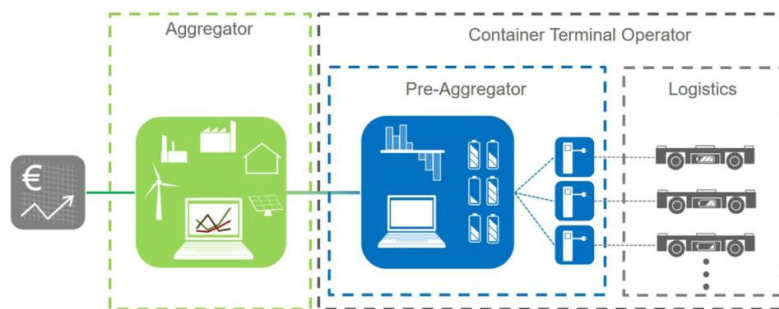 Aggregator
Container Terminal Operator
Pre-Aggregator
Logistics
€